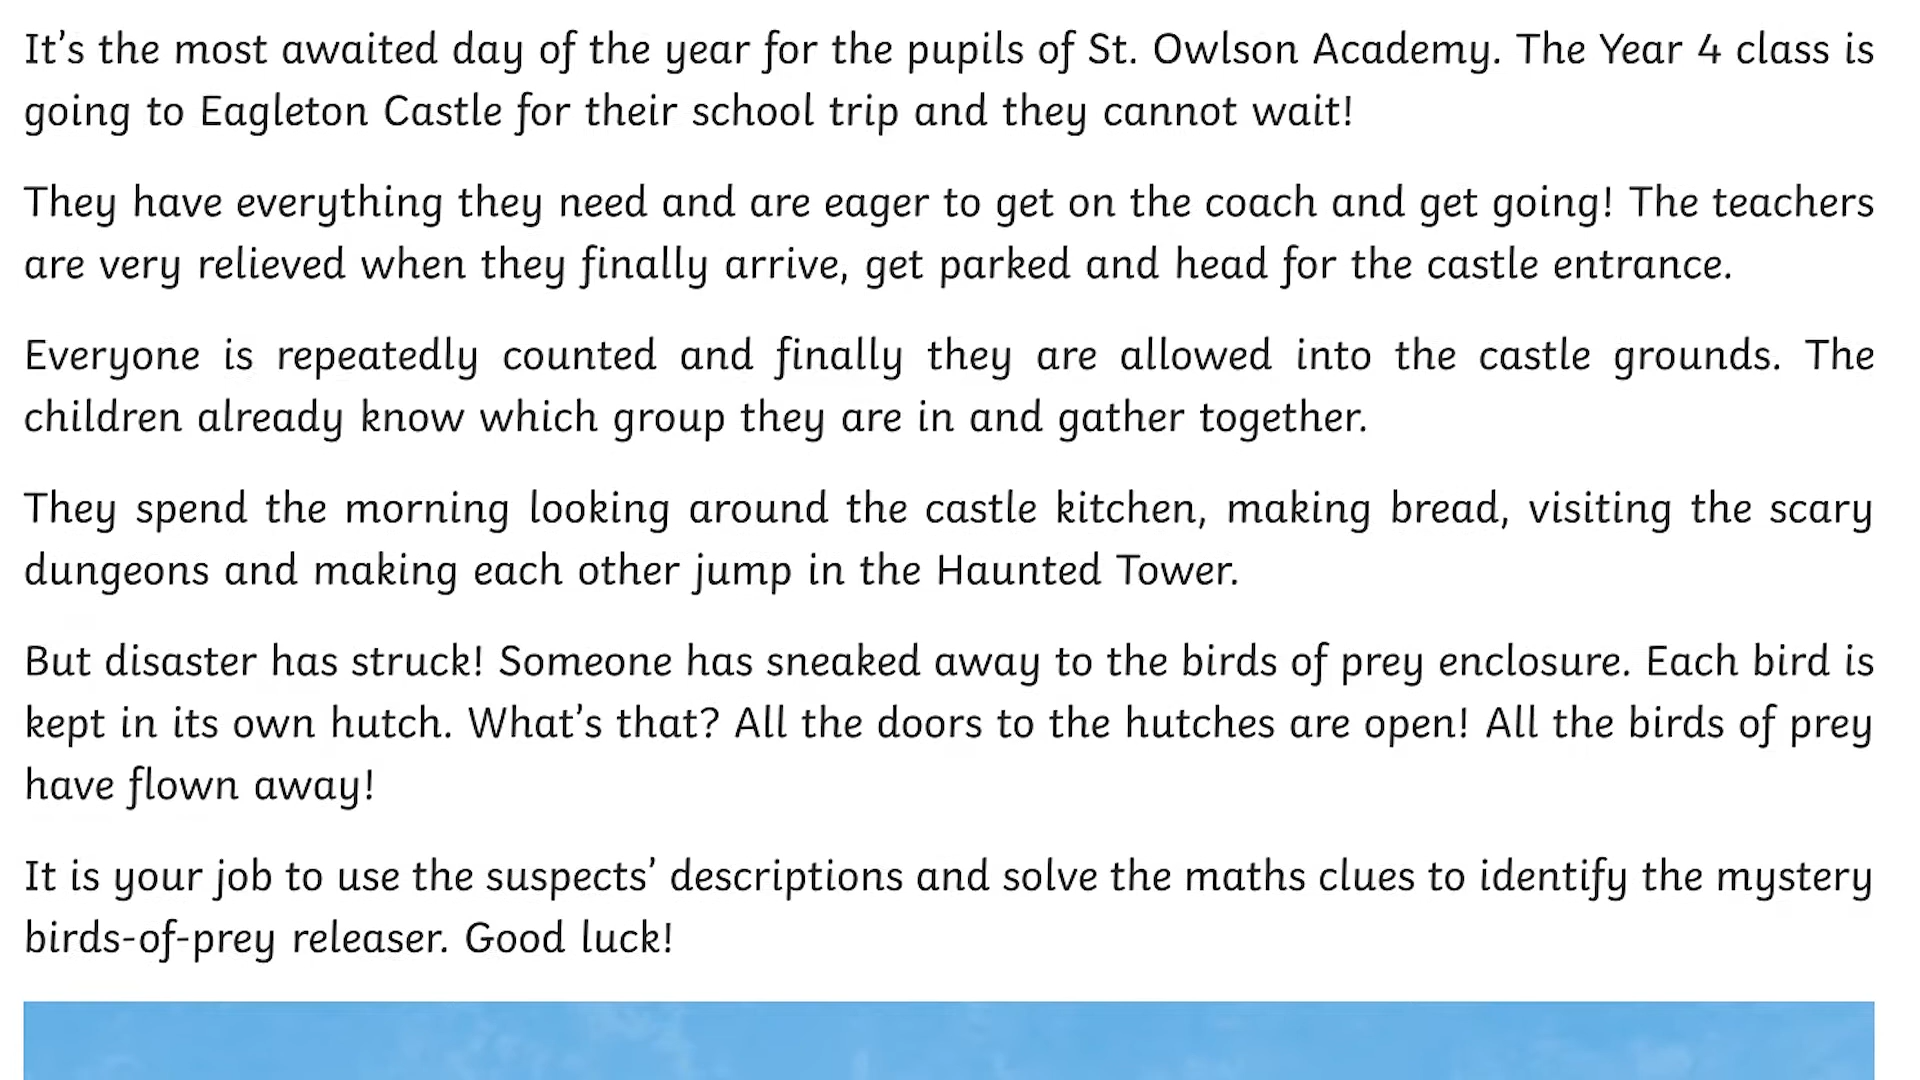 It’s the most awaited day of the year for the pupils of St. Owlson Academy. The Year 4 class is
going to Eagleton Castle for their school trip and they cannot wait!
They have everything they need and are eager to get on the coach and get going! The teachers
are very relieved when they finally arrive, get parked and head for the castle entrance.
Everyone is repeatedly counted and finally they are allowed into the castle grounds. The
children already know which group they are in and gather together.
They spend the morning looking around the castle kitchen, making bread, visiting the scary
dungeons and making each other jump in the Haunted Tower.
But disaster has struck! Someone has sneaked away to the birds of prey enclosure. Each bird is
kept in its own hutch. What’s that? All the doors to the hutches are open! All the birds of prey
have flown away!
It is your job to use the suspects’ descriptions and solve the maths clues to identify the mystery
birds-of-prey releaser. Good luck!